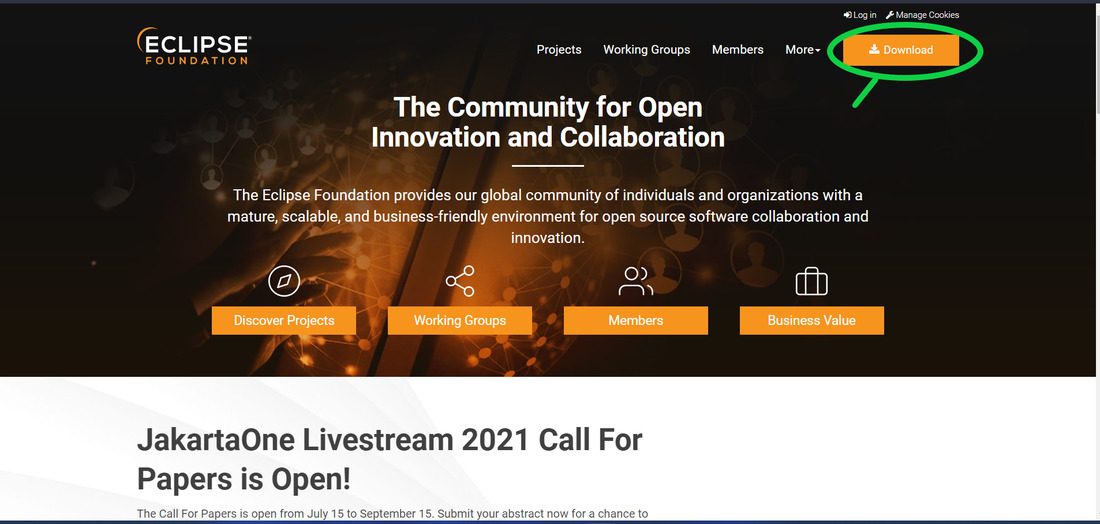 Log in Manage Cookies
ECLIPSE®
FOUNDATION
Projects Working Groups Members More Download
The Community for Open
Innovation and Collaboration
The Eclipse Foundation provides our global community of individuals and organizations with a
mature, scalable, and business-friendly environment for open source software collaboration and
innovation.
Discover Projects Working Groups Members Business Value
JakartaOne Livestream 2021 Call For
Papers is Open!
The Call For Papers is open from July 15 to September 15. Submit your abstract now for a chance to